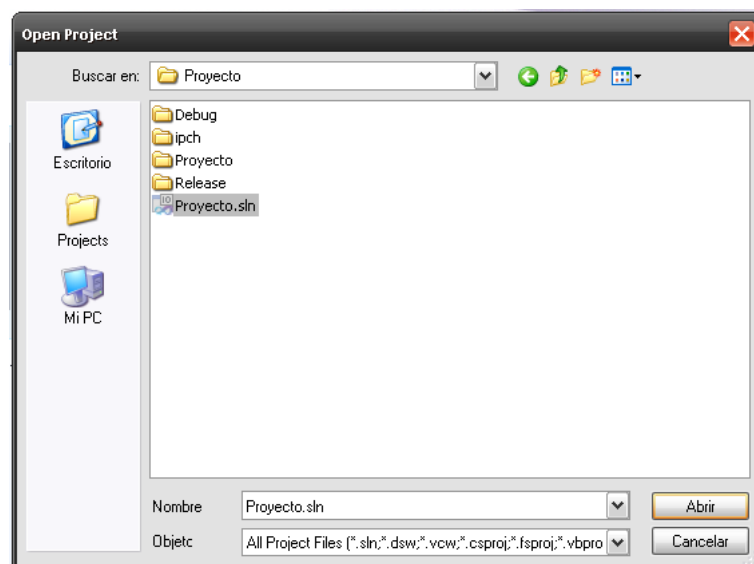 Open Project
Buscar en: Proyecto
Escritorio
Projects
Mi PC
Debug
ipch
Proyecto
Release
Proyecto.sln
Nombre Proyecto.sln Abrir
Objetc All Project Files (*.sln;*.dsw;*.vcw;*.csproj;*.fsproj;*.vbpro Cancelar